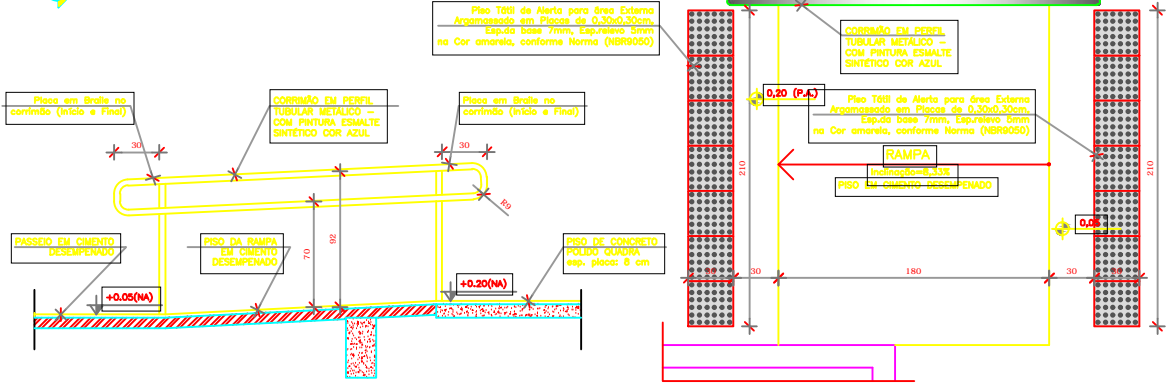 Piso Tátil de Alerta para área Externa
Argamassado em Placas de 0,30x0,30cm,
Esp.da base 7mm, Esp.relevo 5mm
na Cor amarela, conforme Norma (NBR9050)
CORRIMÃO EM PERFIL
TUBULAR METÁLICO –
COM PINTURA ESMALTE
SINTÉTICO COR AZUL
Placa em Braile no
corrimão (Início e Final)
CORRIMÃO EM PERFIL
TUBULAR METÁLICO –
COM PINTURA ESMALTE
SINTÉTICO COR AZUL
Placa em Braile no
corrimão (Início e Final)
0,20 (P.A.)
Piso Tátil de Alerta para área Externa
Argamassado em Placas de 0,30x0,30cm,
Esp.da base 7mm, Esp.relevo 5mm
na Cor amarela, conforme Norma (NBR9050)
30
30
RAMPA
Inclinação=8,33%
PISO EM CIMENTO DESEMPENADO
210
210
R9
70
92
0,05
PASSEIO EM CIMENTO
DESEMPENADO
PISO DA RAMPA
EM CIMENTO
DESEMPENADO
PISO DE CONCRETO
POLIDO QUADRA
esp. placa: 8 cm
30
30
180
30
30
+0.05(NA)
+0.20(NA)